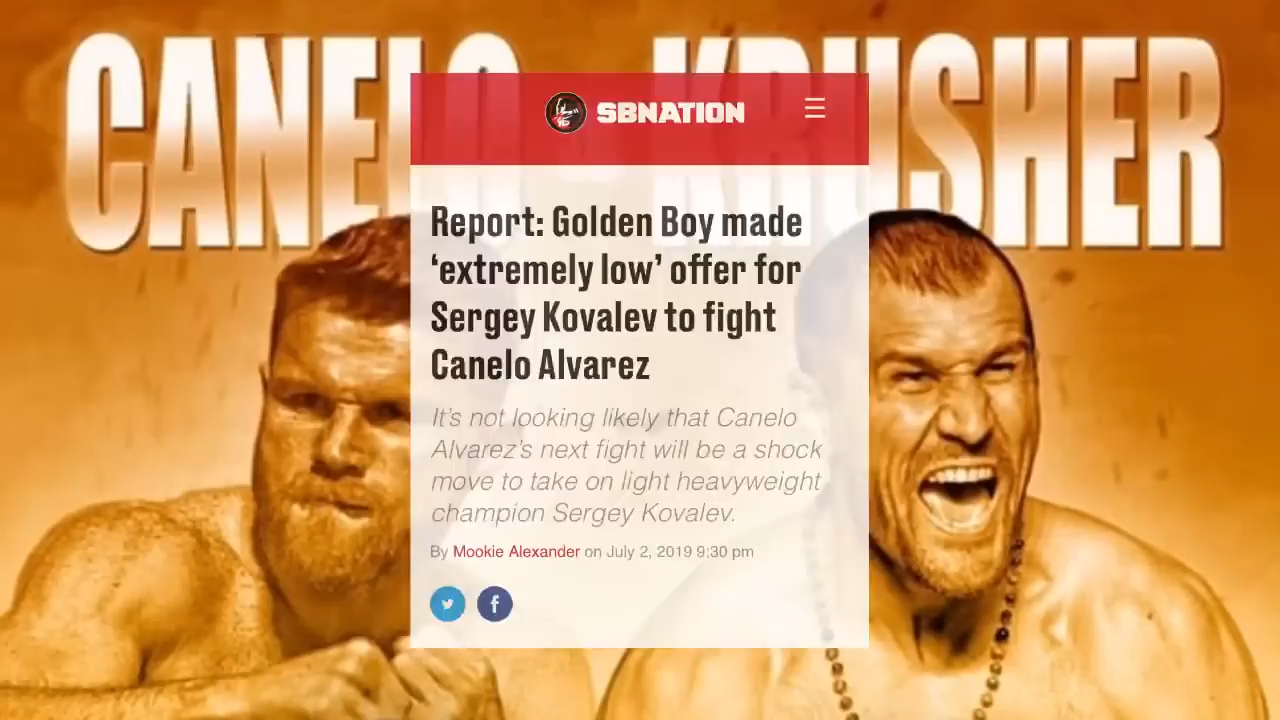 CANELO KRUSHER
SBNATION
Report: Golden Boy made
‘extremely low’ offer for
Sergey Kovalev to fight
Canelo Alvarez
It’s not looking likely that Canelo
Alvarez’s next fight will be a shock
move to take on light heavyweight
champion Sergey Kovalev.
By Mookie Alexander on July 2, 2019 9:30 pm